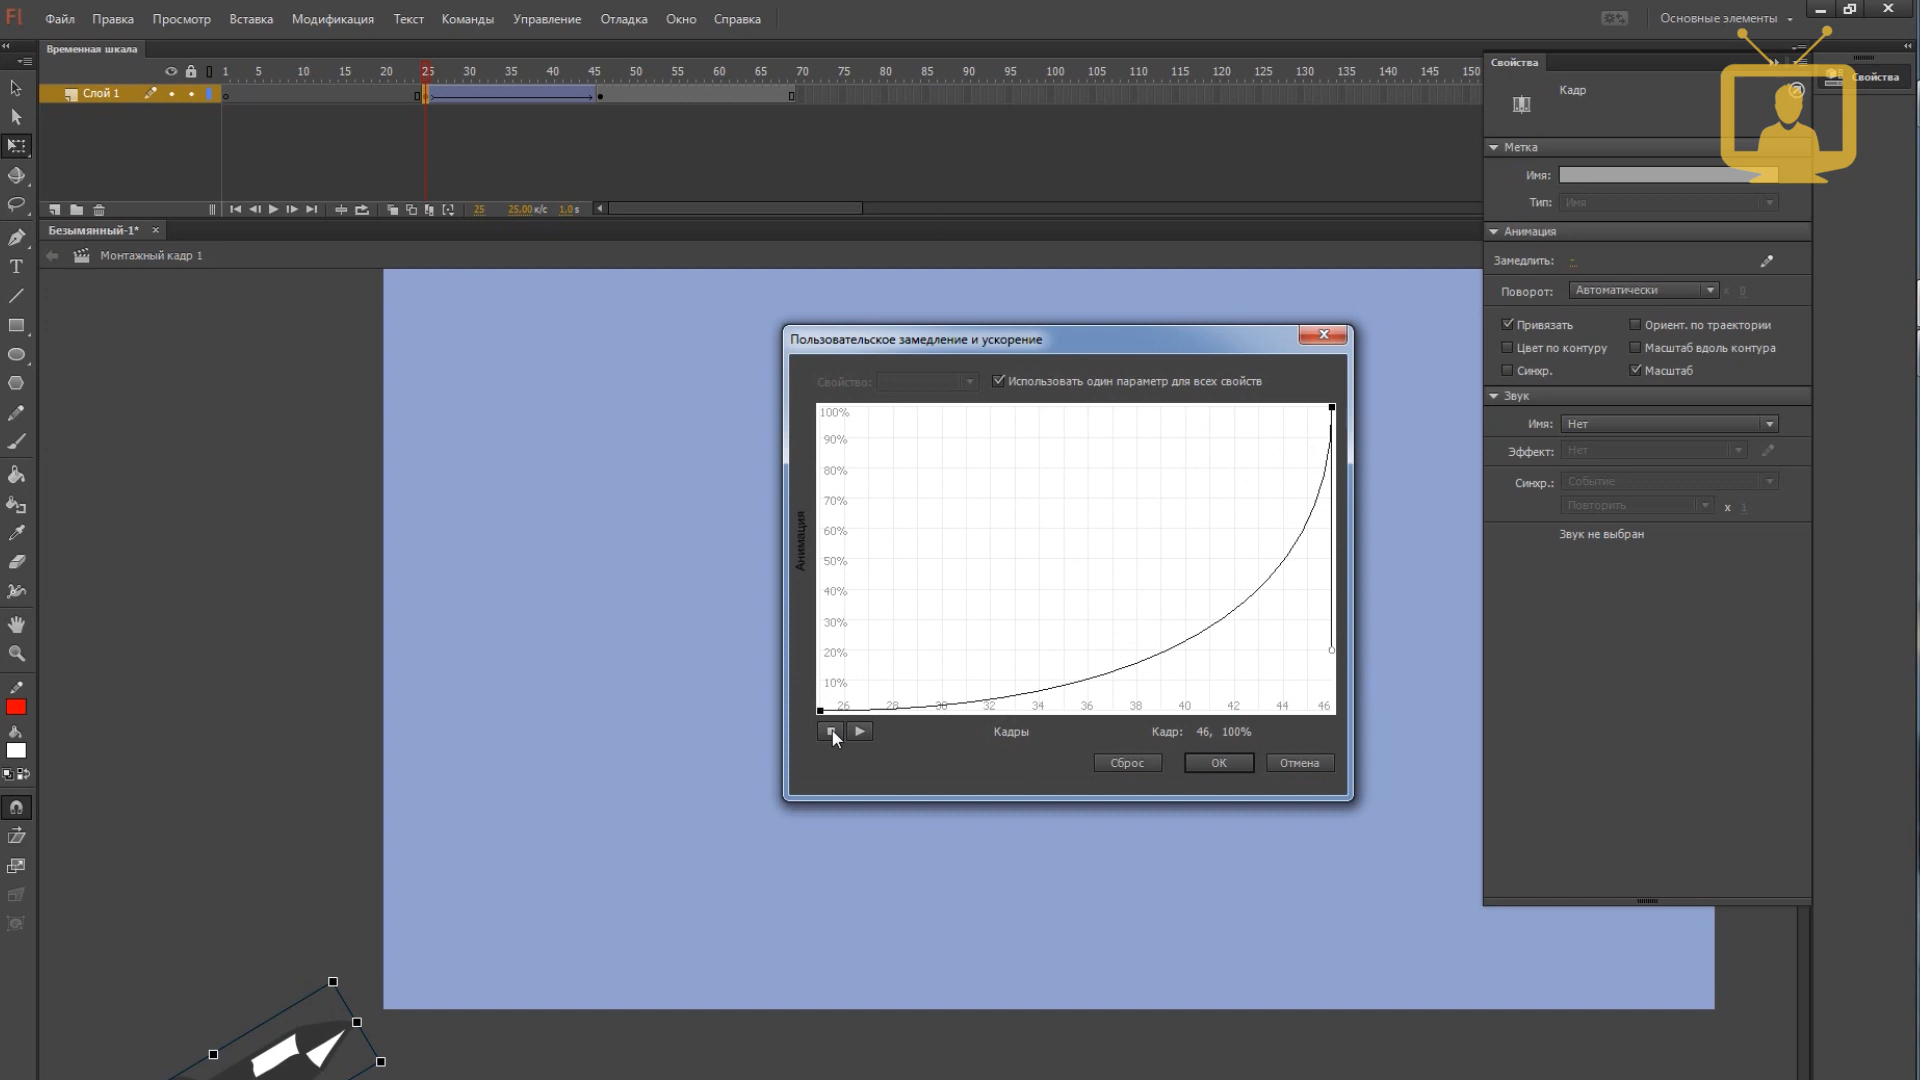 Fl Файл Правка Просмотр Вставка Модификация Текст Команды Управление Отладка Окно Справка Основные элементы
Временная шкала
1 5 10 15 20 25 30 35 40 45 50 55 60 65 70 75 80 85 90 95 100 105 110 115 120 125 130 135 140 145 150
Слой 1
25 25.00 к/с 1.0 s
Безымянный-1* ×
Монтажный кадр 1
Свойства
Свойства
Кадр
Метка
Имя:
Тип: Имя
Анимация
Замедлить: -
Поворот: Автоматически x 0
Привязать Ориент. по траектории
Цвет по контуру Масштаб вдоль контура
Синхр. Масштаб
Звук
Имя: Нет
Эффект: Нет
Синхр.: Событие
Повторить x 1
Звук не выбран
Пользовательское замедление и ускорение
Свойство: Использовать один параметр для всех свойств
100%
90%
80%
70%
60%
50%
40%
30%
20%
10%
Анимация
26 28 30 32 34 36 38 40 42 44 46
Кадры Кадр: 46, 100%
Сброс ОК Отмена